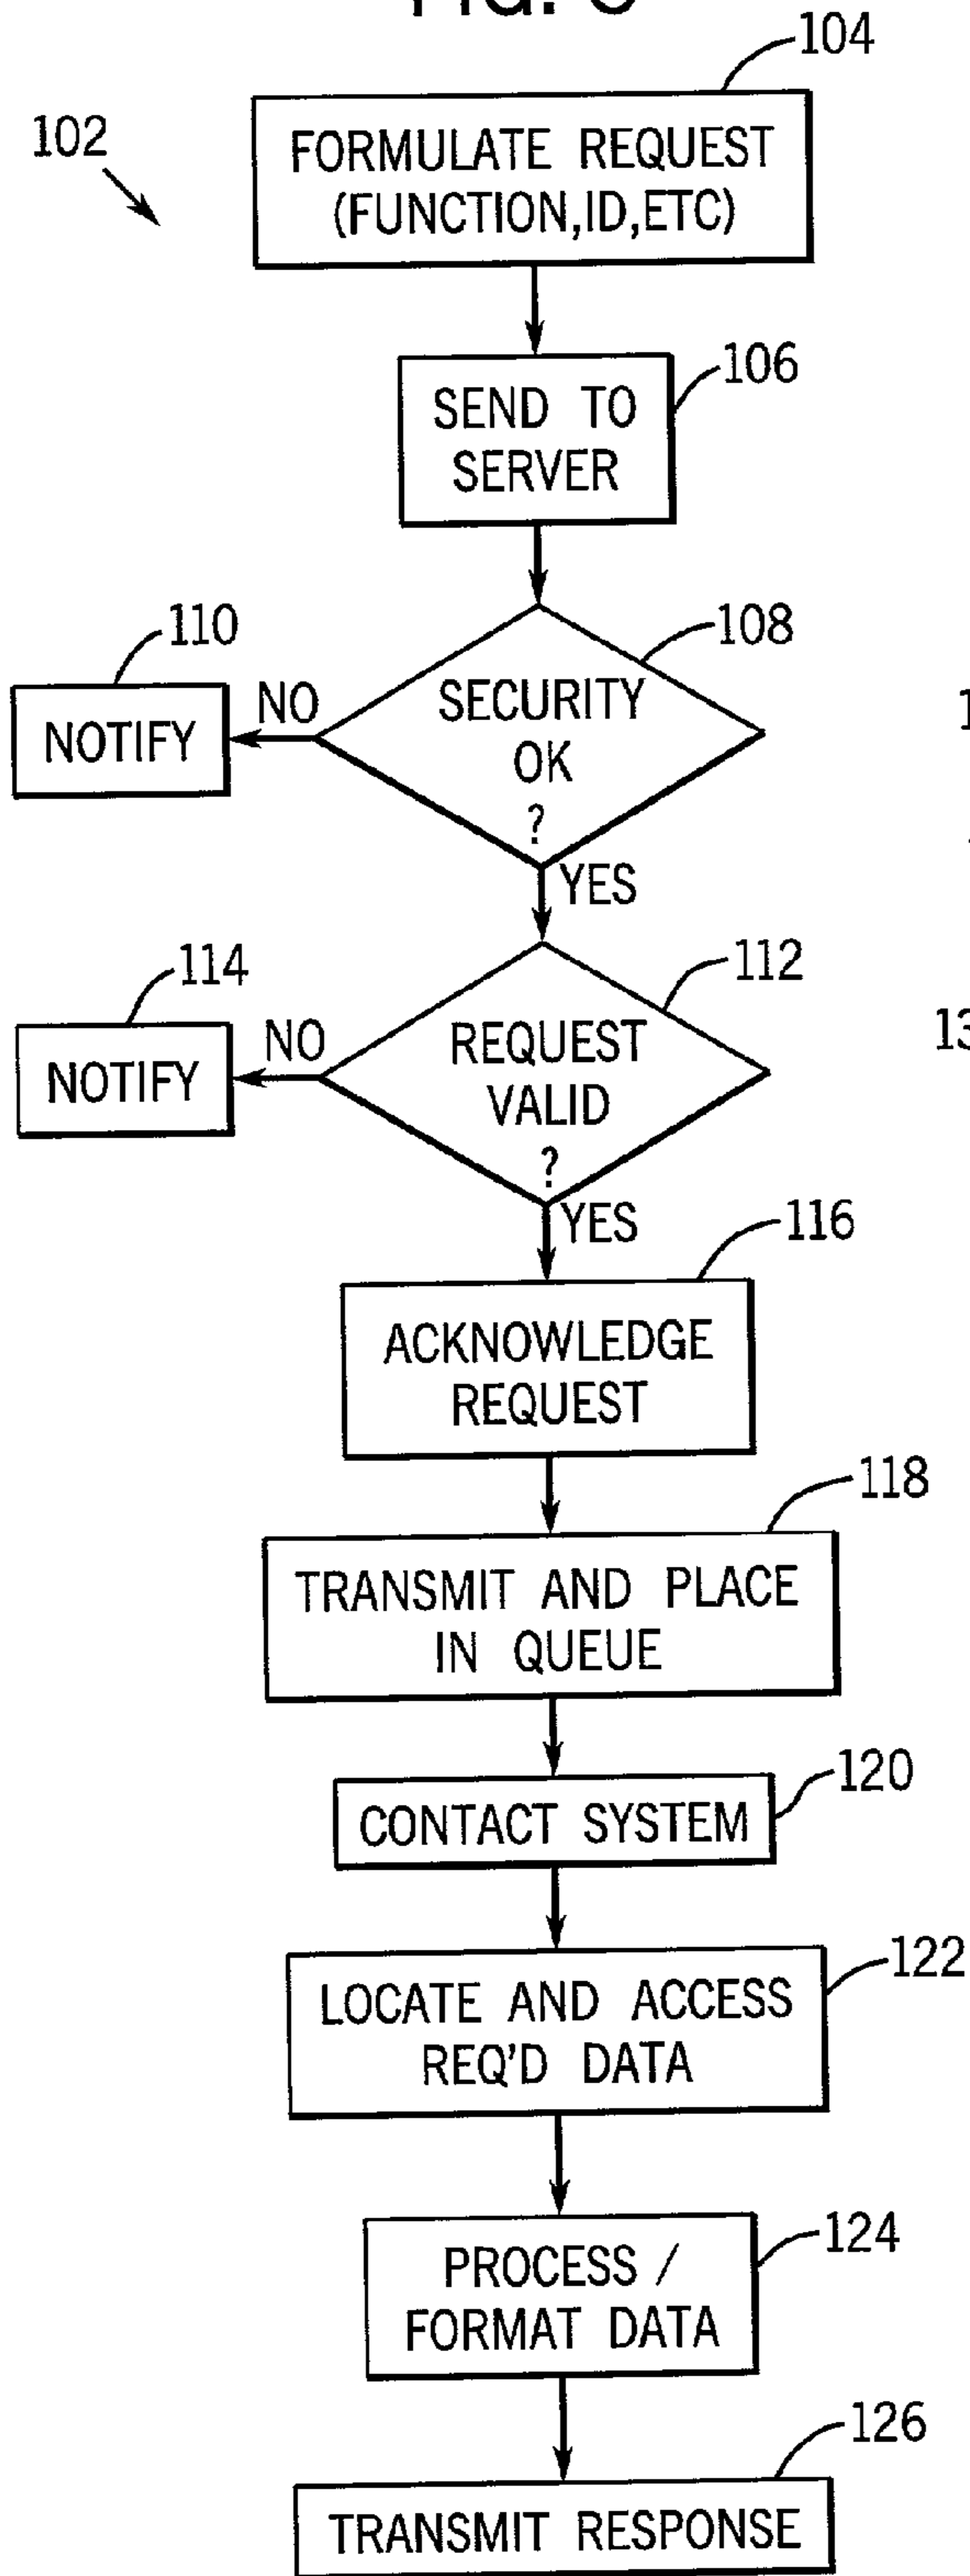 104
102
FORMULATE REQUEST
(FUNCTION,ID,ETC)
106
SEND TO
SERVER
110
108
NOTIFY
NO
SECURITY
OK
?
YES
114
112
NOTIFY
NO
REQUEST
VALID
?
YES
116
ACKNOWLEDGE
REQUEST
118
TRANSMIT AND PLACE
IN QUEUE
120
CONTACT SYSTEM
122
LOCATE AND ACCESS
REQ'D DATA
124
PROCESS /
FORMAT DATA
126
TRANSMIT RESPONSE